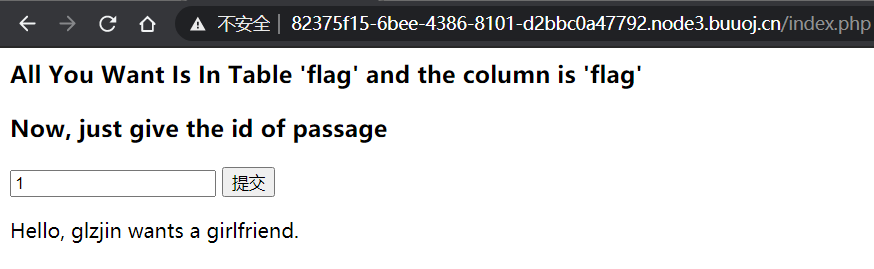 不安全 | 82375f15-6bee-4386-8101-d2bbc0a47792.node3.buuoj.cn/index.php
All You Want Is In Table 'flag' and the column is 'flag'
Now, just give the id of passage
1 提交
Hello, glzjin wants a girlfriend.